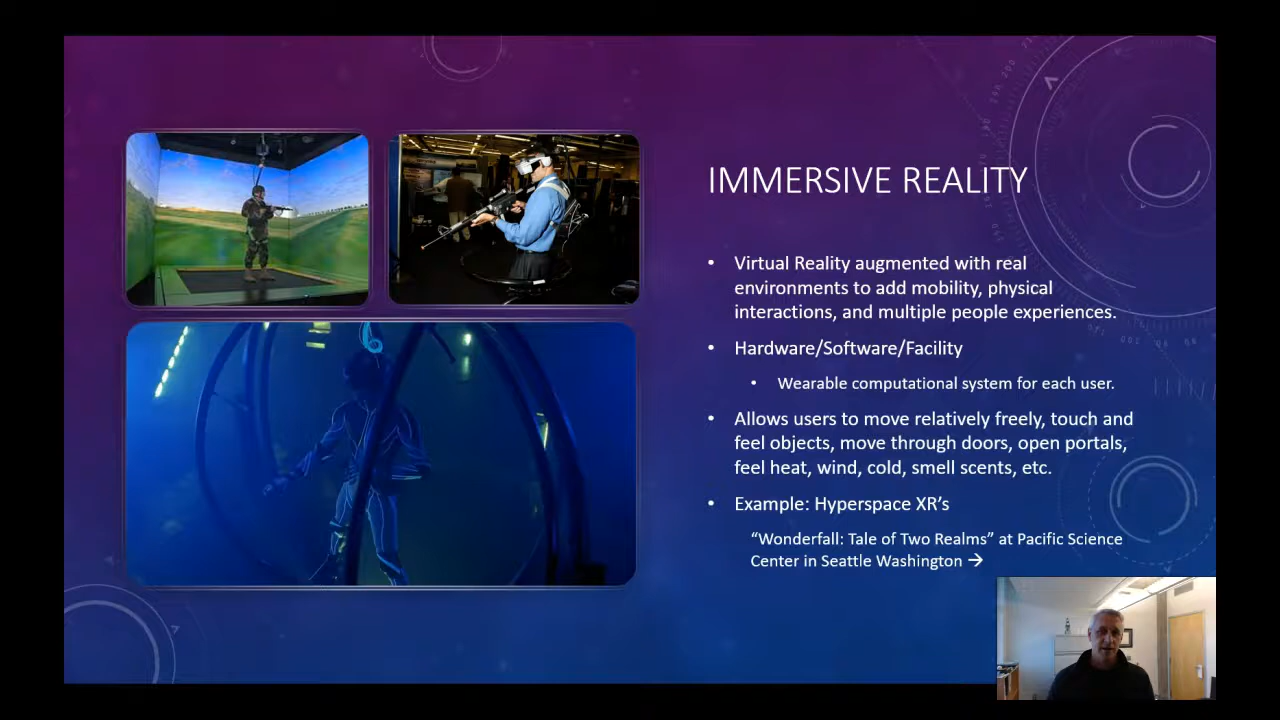 IMMERSIVE REALITY
• Virtual Reality augmented with real
environments to add mobility, physical
interactions, and multiple people experiences.
• Hardware/Software/Facility
• Wearable computational system for each user.
• Allows users to move relatively freely, touch and
feel objects, move through doors, open portals,
feel heat, wind, cold, smell scents, etc.
• Example: Hyperspace XR’s
“Wonderfall: Tale of Two Realms” at Pacific Science
Center in Seattle Washington →